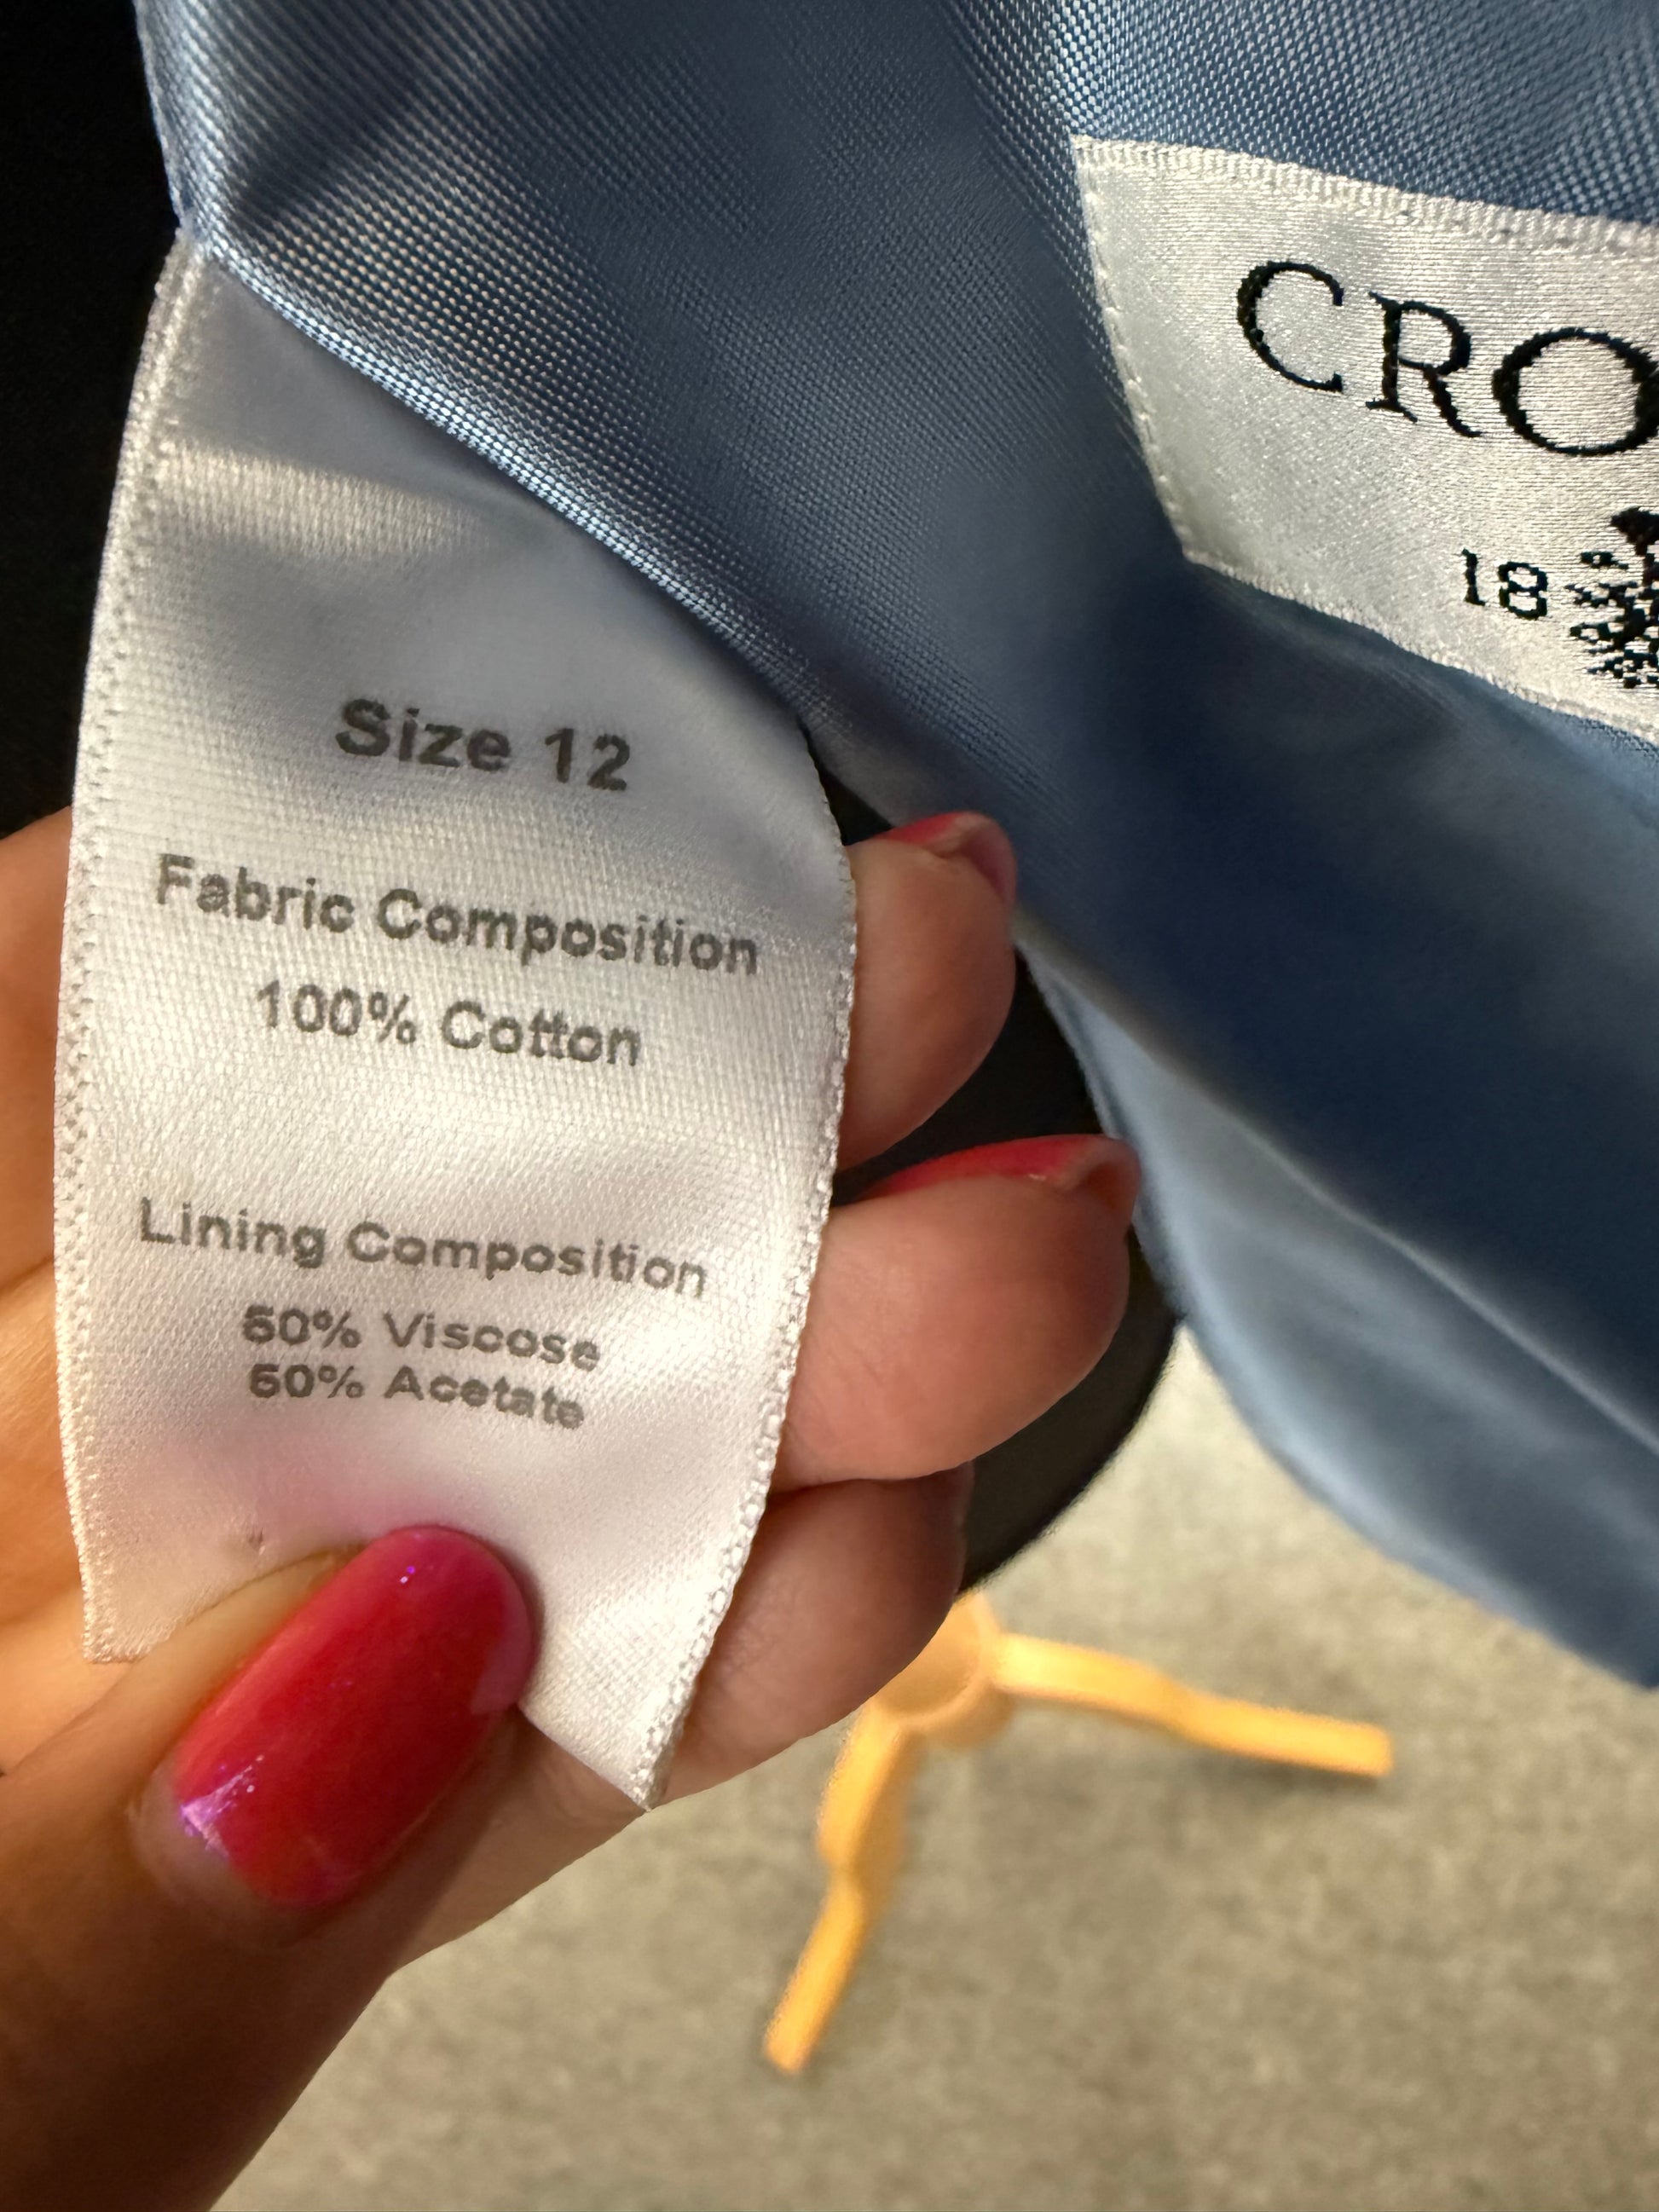 CRO
18
Size 12
Fabric Composition
100% Cotton
Lining Composition
50% Viscose
50% Acetate